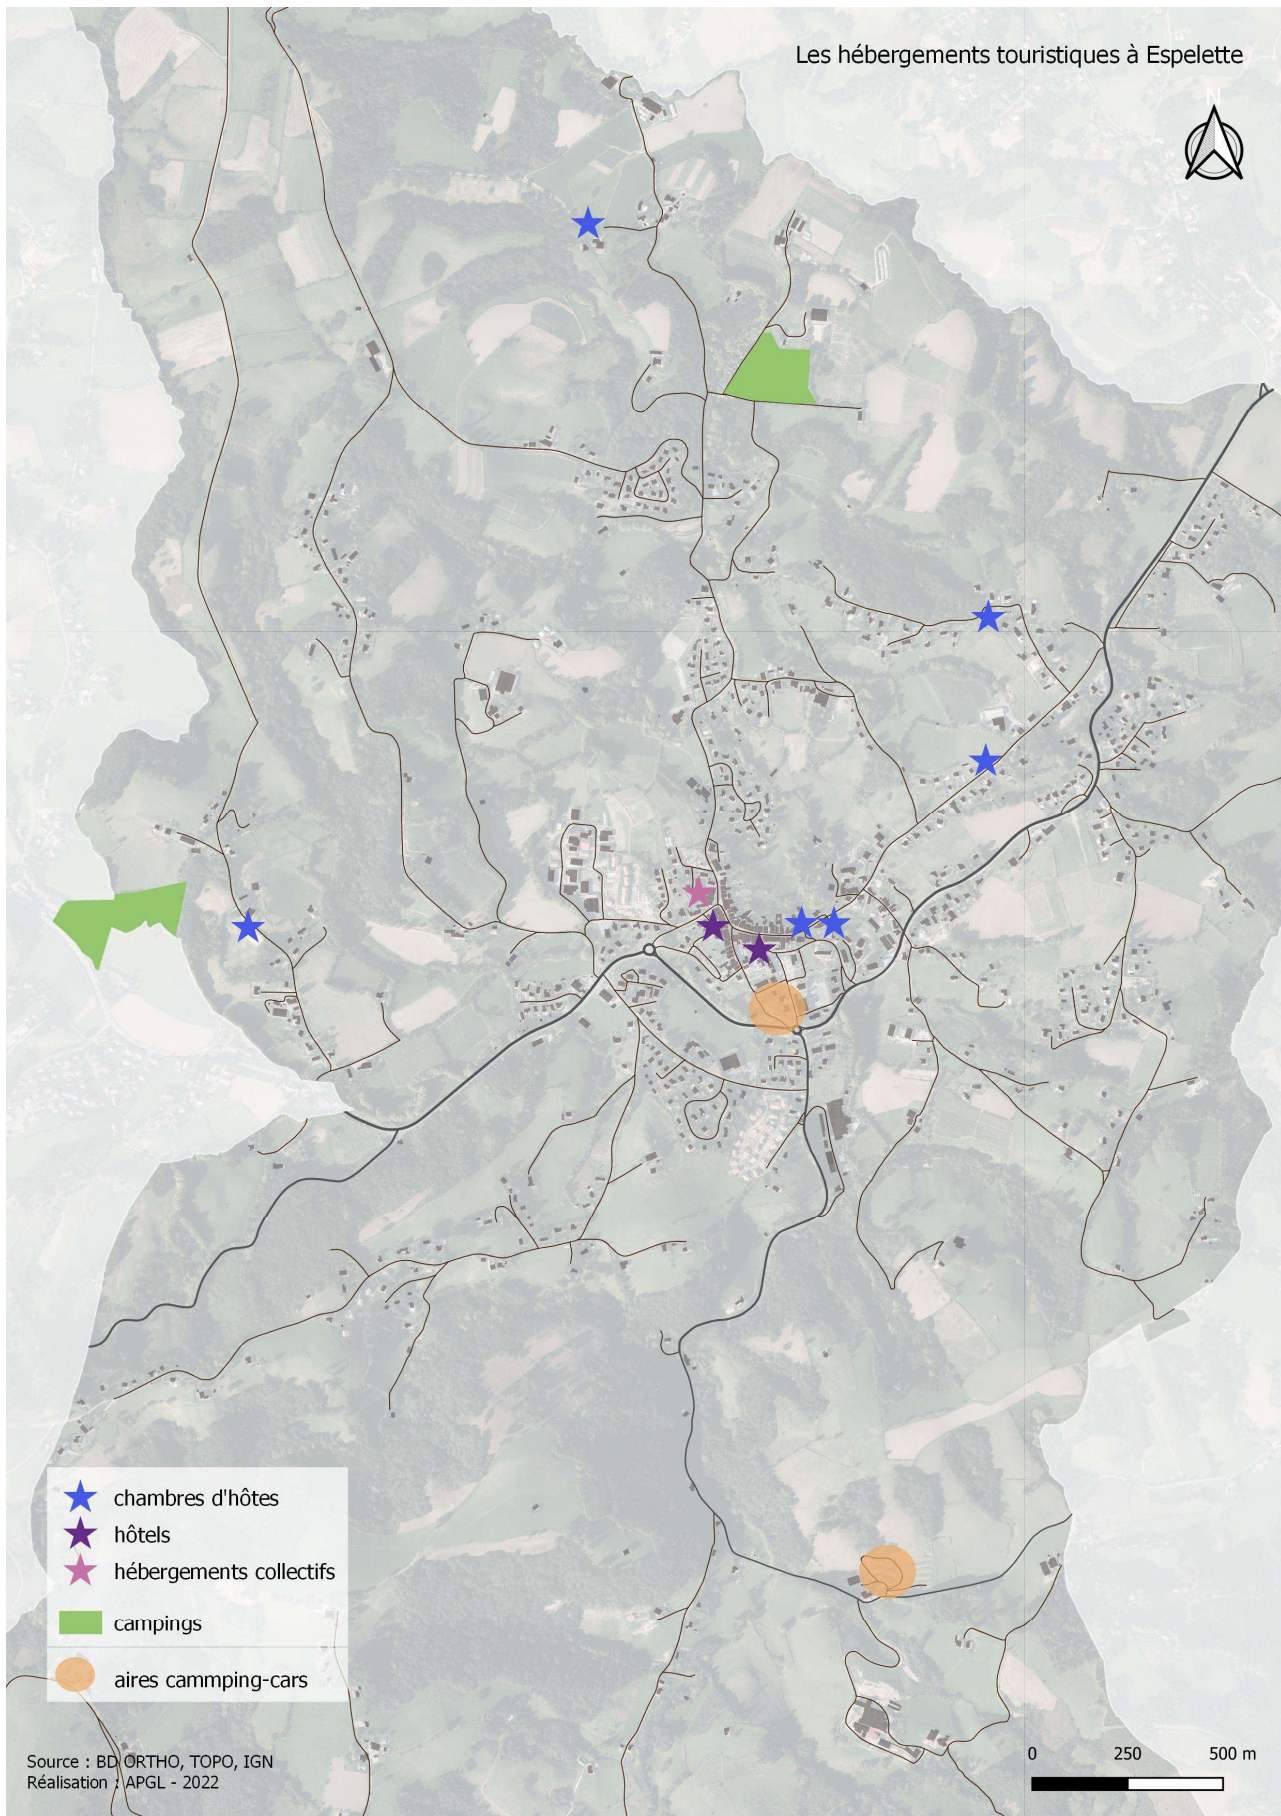 Les hébergements touristiques à Espelette
N
chambres d'hôtes
hôtels
hébergements collectifs
campings
aires cammping-cars
Source : BD ORTHO, TOPO, IGN
Réalisation : APGL - 2022
0 250 500 m